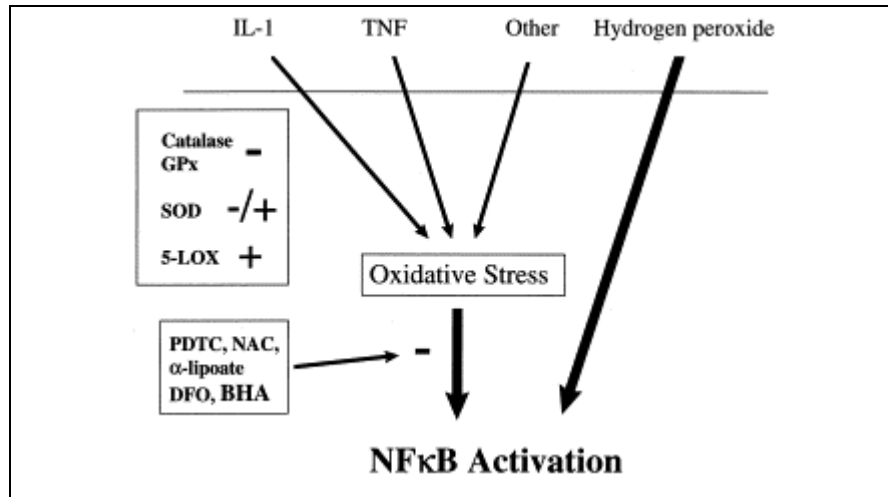 IL-1 TNF Other Hydrogen peroxide
Catalase
GPx -
SOD -/+
5-LOX +
Oxidative Stress
PDTC, NAC,
α-lipoate
DFO, BHA
-
NFκB Activation